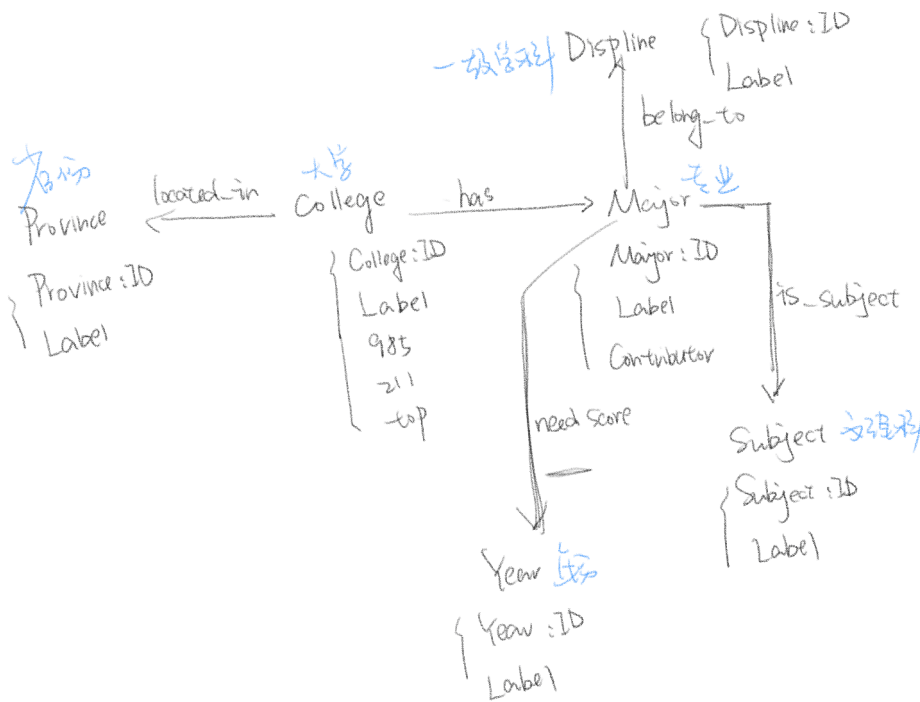 一级学科 Displine
Displine:ID
Label
belong_to
省份
Province
located_in
大学
College
has
Major 专业
Province:ID
Label
College:ID
Label
985
211
top
Major:ID
Label
Contributor
is_subject
need score
Subject 文理科
Subject:ID
Label
Year 年份
Year:ID
Label